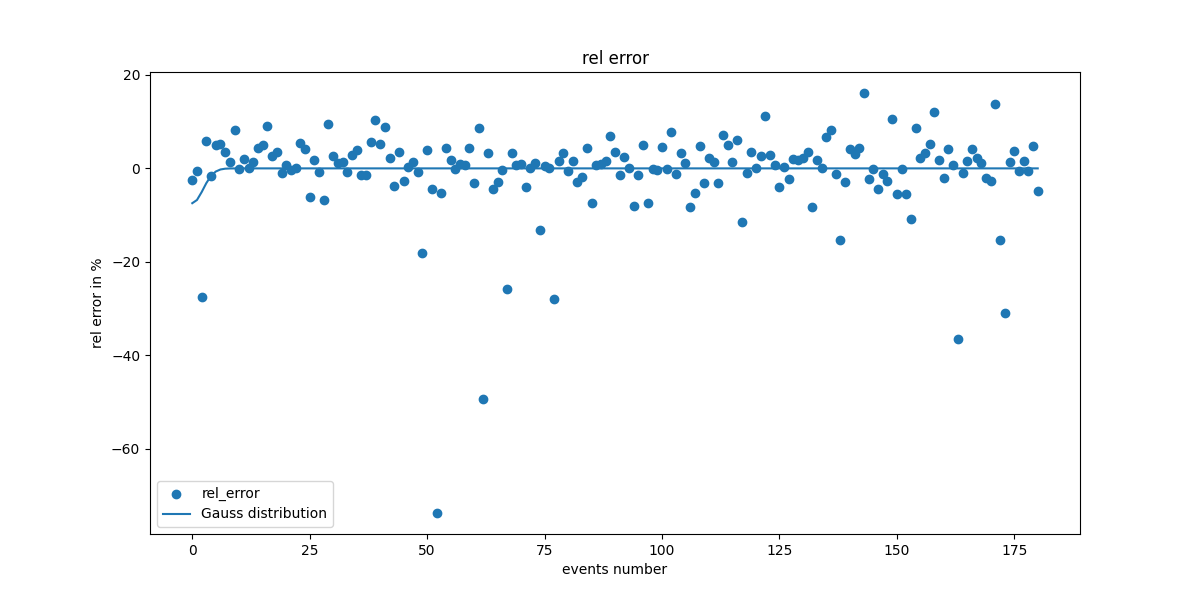 rel error
20
0
−20
−40
−60
rel error in %
rel_error
Gauss distribution
0 25 50 75 100 125 150 175
events number